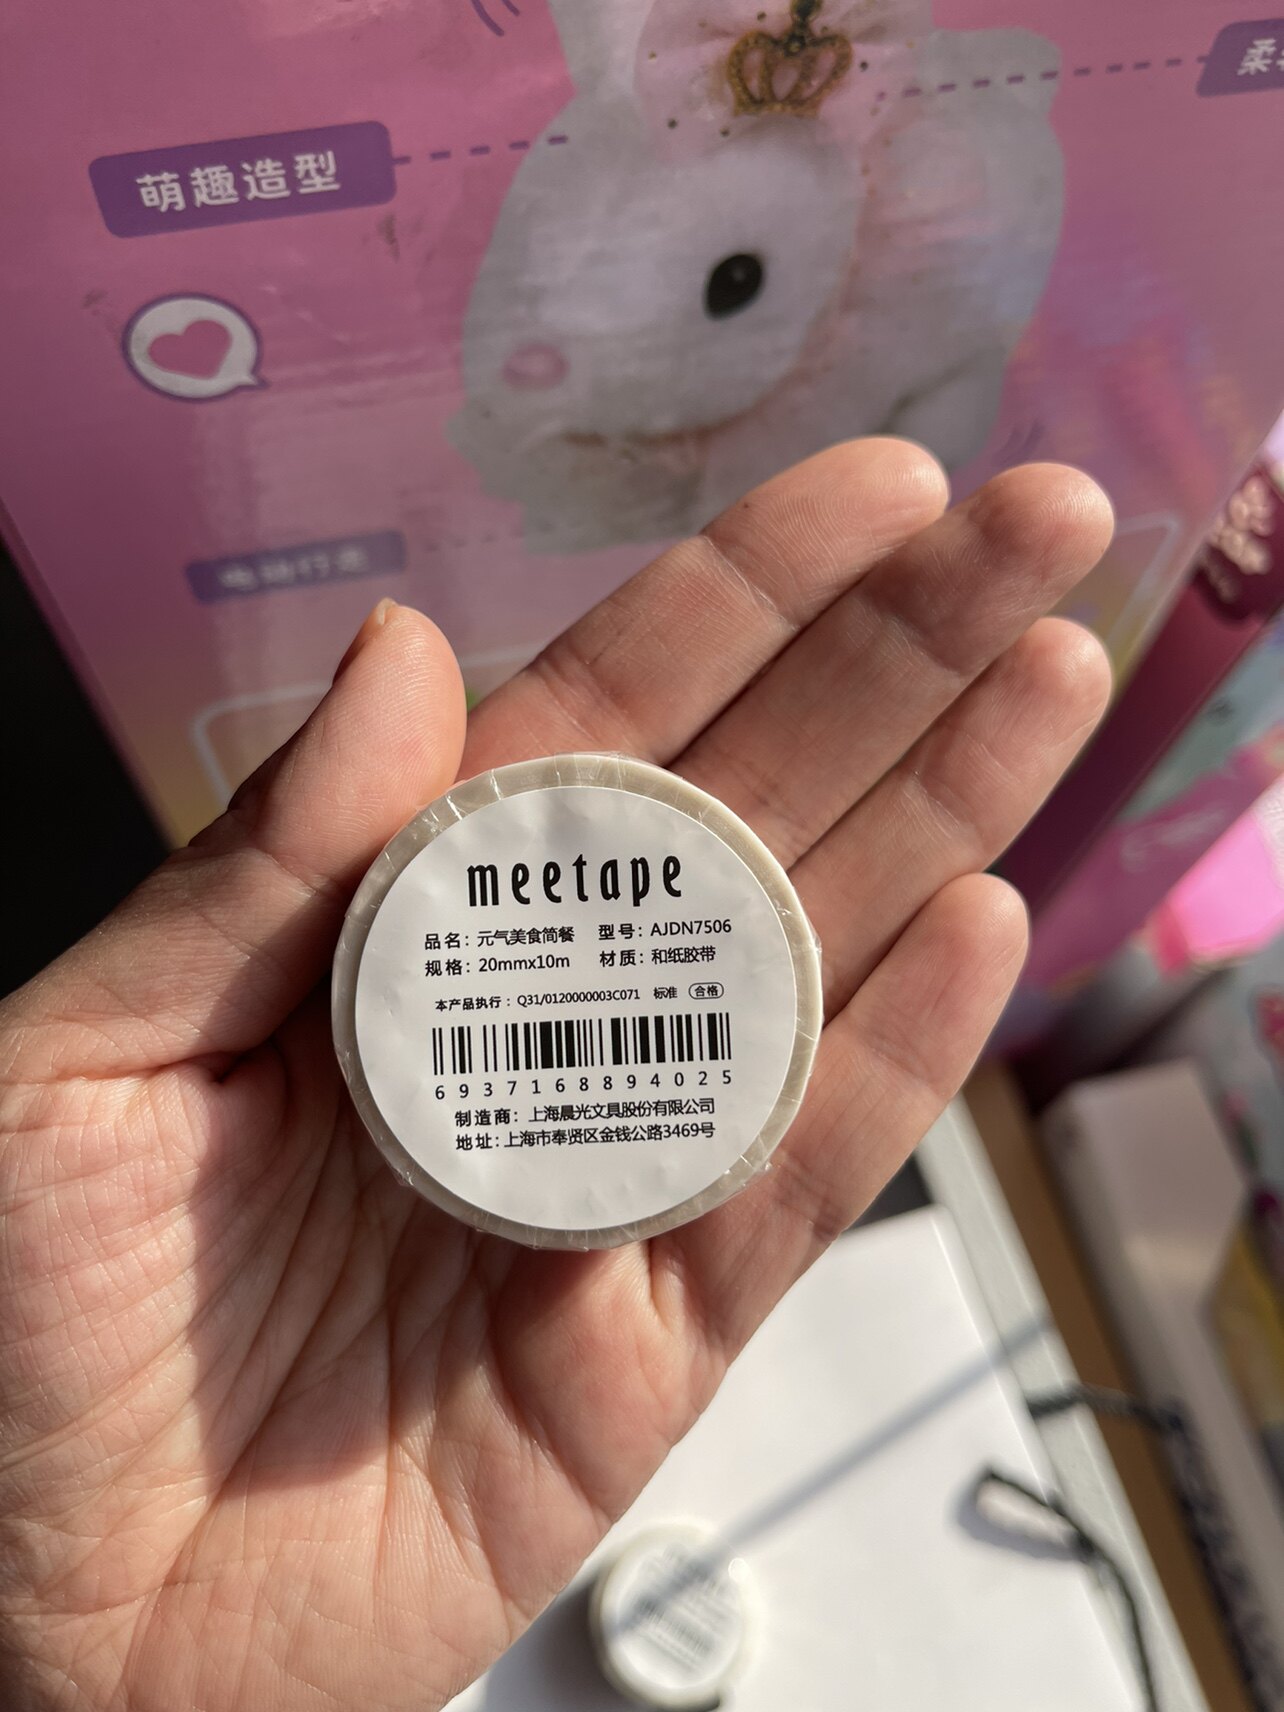 柔
萌趣造型
meetape
品名：元气美食简餐 型号：AJDN7506
规格：20mmx10m 材质：和纸胶带
本产品执行：Q31/0120000003C071 标准 合格
6937168894025
制造商：上海晨光文具股份有限公司
地址：上海市奉贤区金钱公路3469号